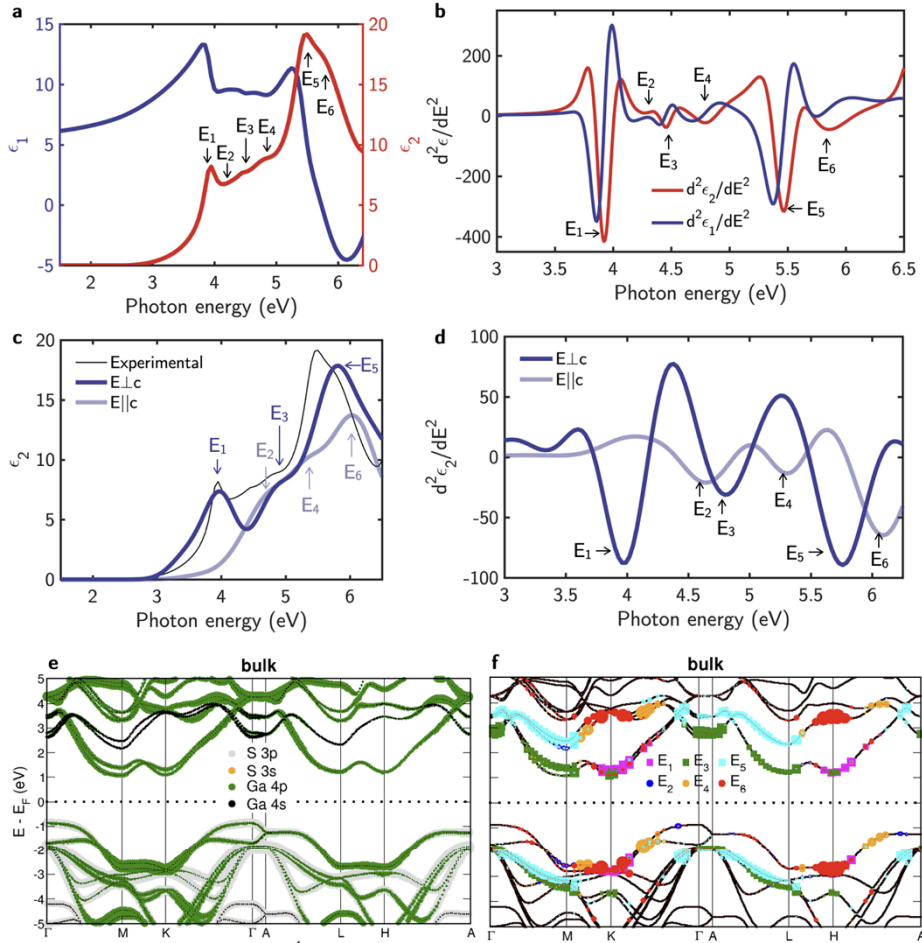 a
ϵ1
15
10
5
0
-5
20
15
10
5
0
ϵ2
E1
E2
E3
E4
E5
E6
2 3 4 5 6
Photon energy (eV)
b
d²ϵ/dE²
200
0
-200
-400
E1
E2
E3
E4
E5
E6
d²ϵ2/dE²
d²ϵ1/dE²
3 3.5 4 4.5 5 5.5 6 6.5
Photon energy (eV)
c
ϵ2
20
15
10
5
0
Experimental
E⊥c
E||c
E1
E2
E3
E4
E5
E6
2 3 4 5 6
Photon energy (eV)
d
d²ϵ2/dE²
100
50
0
-50
-100
E⊥c
E||c
E1
E2
E3
E4
E5
E6
3 3.5 4 4.5 5 5.5 6
Photon energy (eV)
e
bulk
E - EF (eV)
5
4
3
2
1
0
-1
-2
-3
-4
-5
S 3p
S 3s
Ga 4p
Ga 4s
Γ M K Γ A L H A
f
bulk
E1 E3 E5
E2 E4 E6
Γ M K Γ A L H A